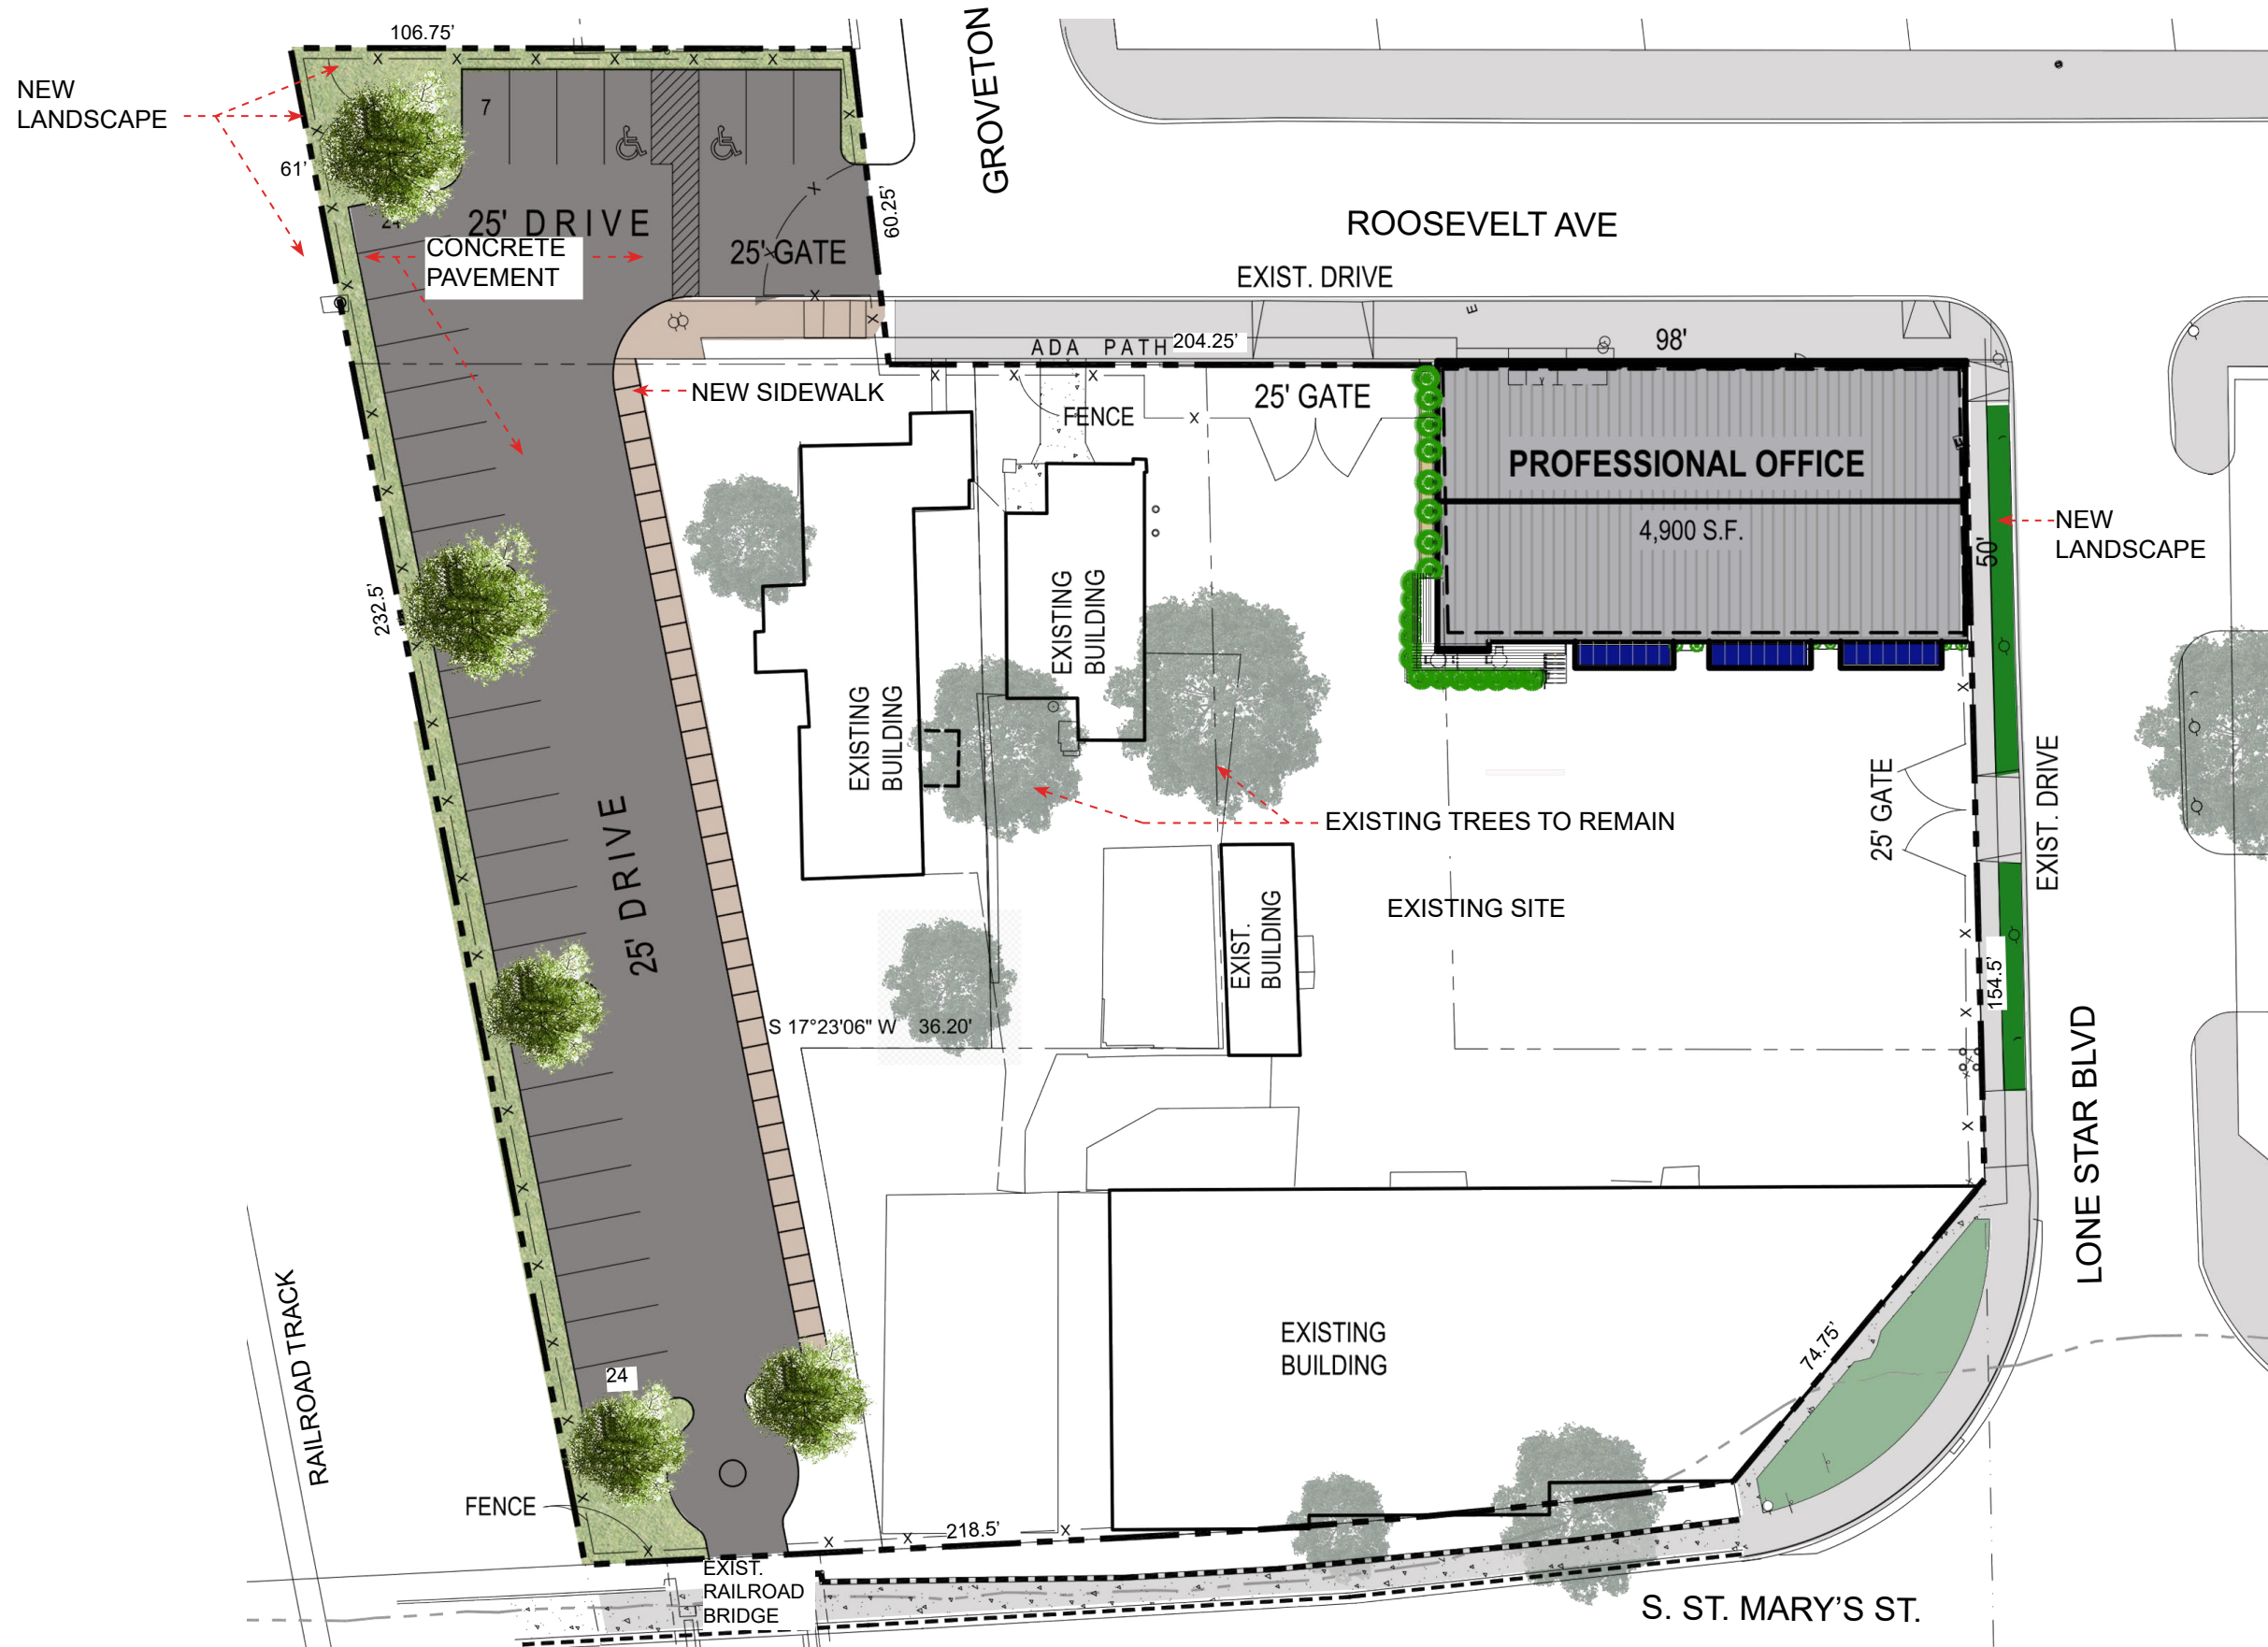 106.75'
GROVETON
NEW
LANDSCAPE
7
61'
24
25' DRIVE
60.25'
ROOSEVELT AVE
CONCRETE
PAVEMENT
25' GATE
EXIST. DRIVE
ADA PATH
204.25'
98'
NEW SIDEWALK
FENCE
25' GATE
PROFESSIONAL OFFICE
4,900 S.F.
50'
NEW
LANDSCAPE
232.5'
EXISTING
BUILDING
EXISTING
BUILDING
25' GATE
EXIST. DRIVE
EXISTING TREES TO REMAIN
25' DRIVE
EXIST.
BUILDING
EXISTING SITE
154.5'
S 17°23'06" W 36.20'
LONE STAR BLVD
RAILROAD TRACK
EXISTING
BUILDING
74.75'
24
FENCE
218.5'
EXIST.
RAILROAD
BRIDGE
S. ST. MARY'S ST.